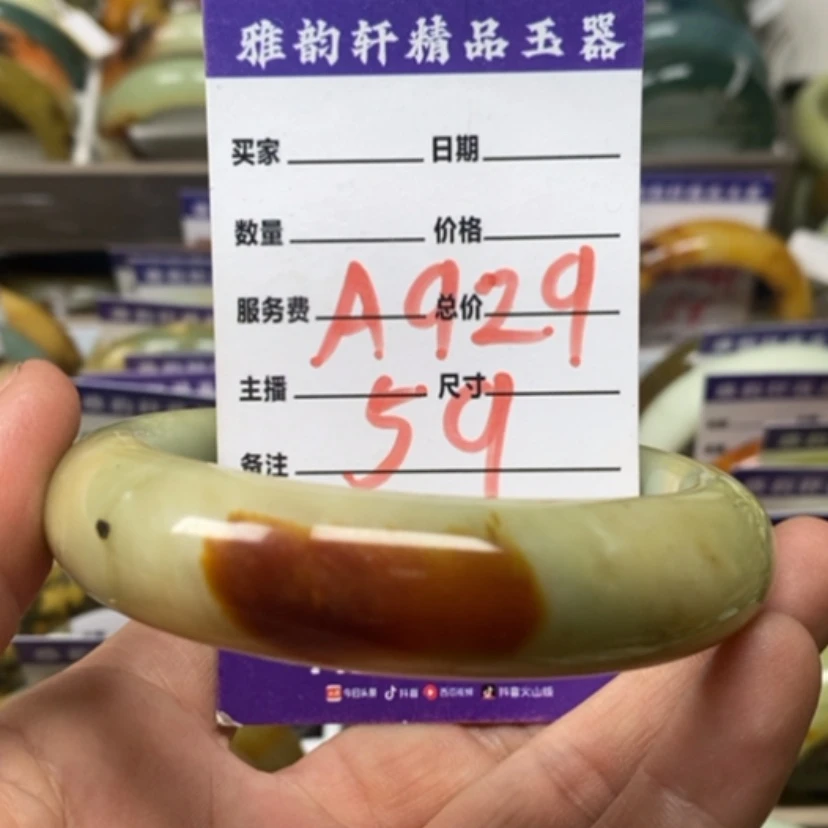 雅韵轩精品玉器
买家 日期
数量 价格
服务费 总价
A929
主播 尺寸
59
备注
今日头条 抖音 西瓜视频 抖音火山版